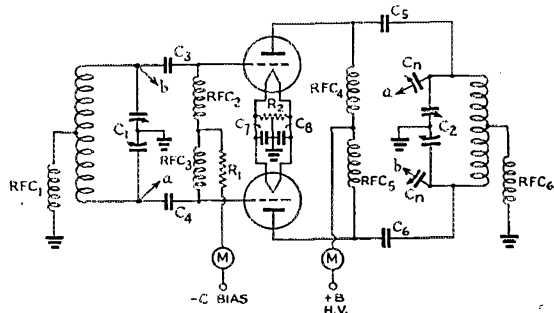 C5
C3
b
Cn
a
RFC2
R2
RFC4
C7
C8
C1
C2
RFC3
R1
b
RFC1
a
RFC5
Cn
RFC6
C4
C6
M
M
-C BIAS
+B
H.V.